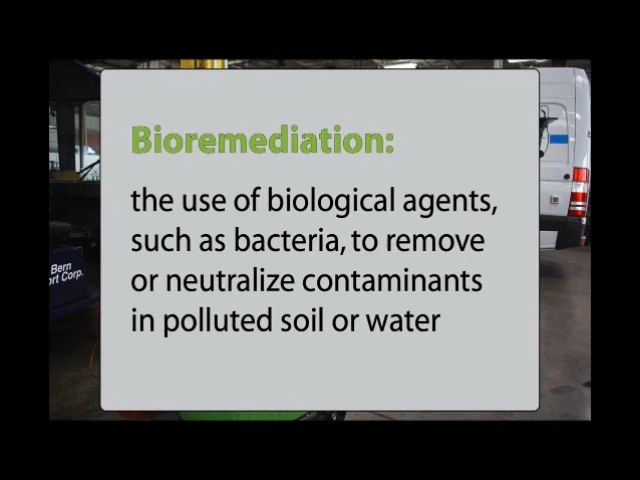 Bioremediation:
the use of biological agents,
such as bacteria, to remove
or neutralize contaminants
in polluted soil or water
Bern
ort Corp.